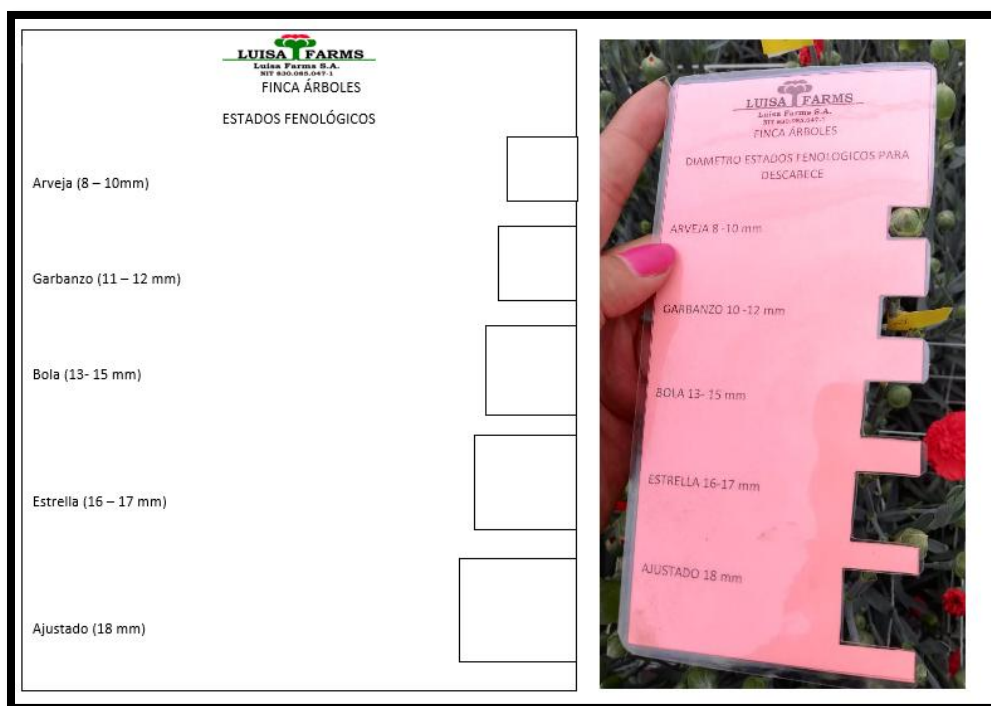 LUISA FARMS
Luisa Farms S.A.
NIT 830.085.047-1
FINCA ÁRBOLES
ESTADOS FENOLÓGICOS
Arveja (8 – 10mm)
Garbanzo (11 – 12 mm)
Bola (13- 15 mm)
Estrella (16 – 17 mm)
Ajustado (18 mm)
LUISA FARMS
Luisa Farms S.A.
FINCA ÁRBOLES
DIAMETRO ESTADOS FENOLOGICOS PARA
DESCABECE
ARVEJA 8 -10 mm
GARBANZO 10 -12 mm
BOLA 13- 15 mm
ESTRELLA 16-17 mm
AJUSTADO 18 mm